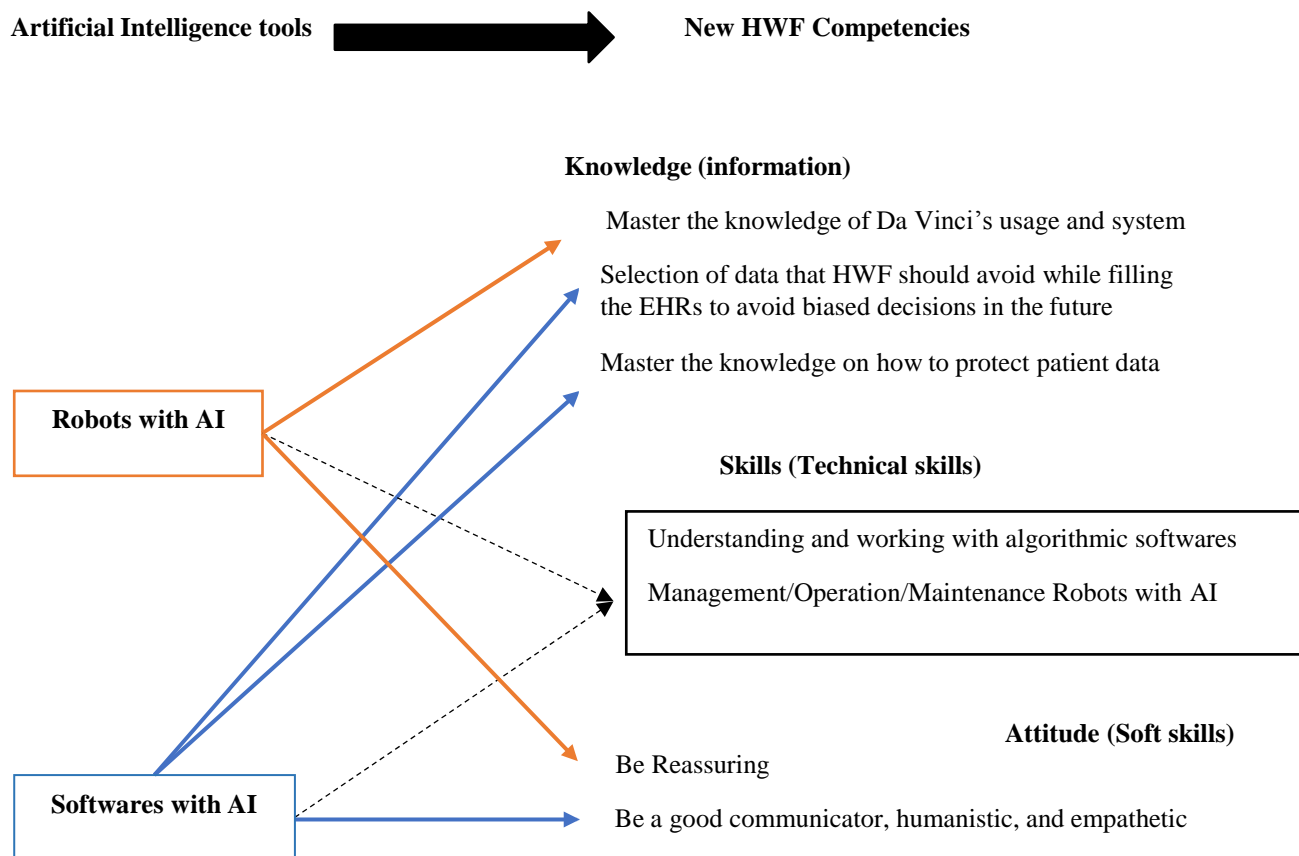 Artificial Intelligence tools
New HWF Competencies
Knowledge (information)
Master the knowledge of Da Vinci’s usage and system
Selection of data that HWF should avoid while filling
the EHRs to avoid biased decisions in the future
Master the knowledge on how to protect patient data
Robots with AI
Skills (Technical skills)
Understanding and working with algorithmic softwares
Management/Operation/Maintenance Robots with AI
Attitude (Soft skills)
Be Reassuring
Softwares with AI
Be a good communicator, humanistic, and empathetic